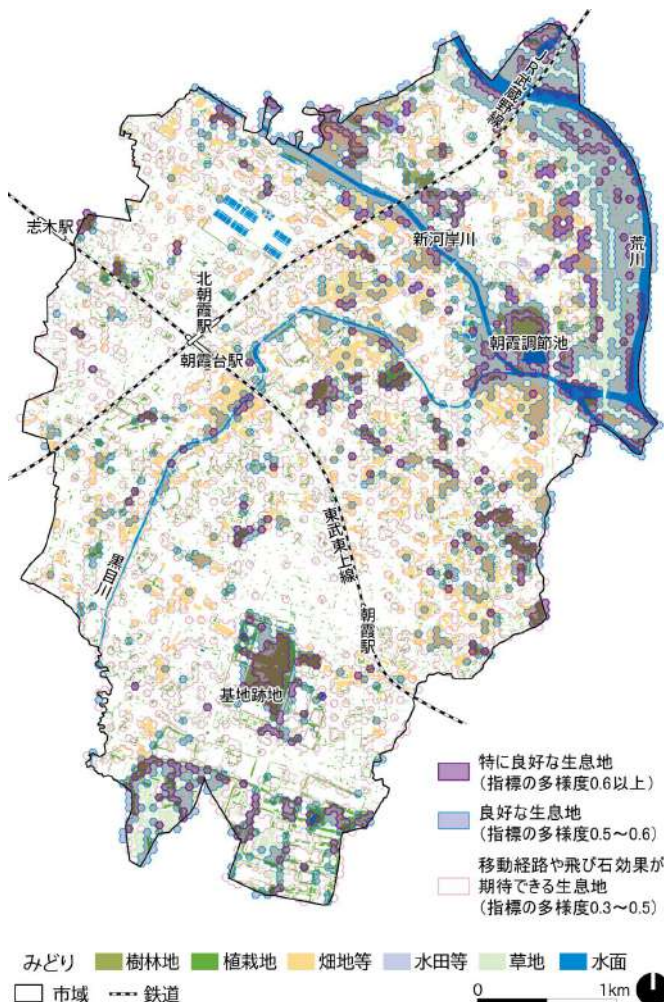 JR武蔵野線
志木駅
新河岸川
荒川
北朝霞駅
朝霞調節池
朝霞台駅
東武東上線
黒目川
朝霞駅
基地跡地
特に良好な生息地
(指標の多様度0.6以上)
良好な生息地
(指標の多様度0.5～0.6)
移動経路や飛び石効果が
期待できる生息地
(指標の多様度0.3～0.5)
みどり 樹林地 植栽地 畑地等 水田等 草地 水面
市域 鉄道
0 1km